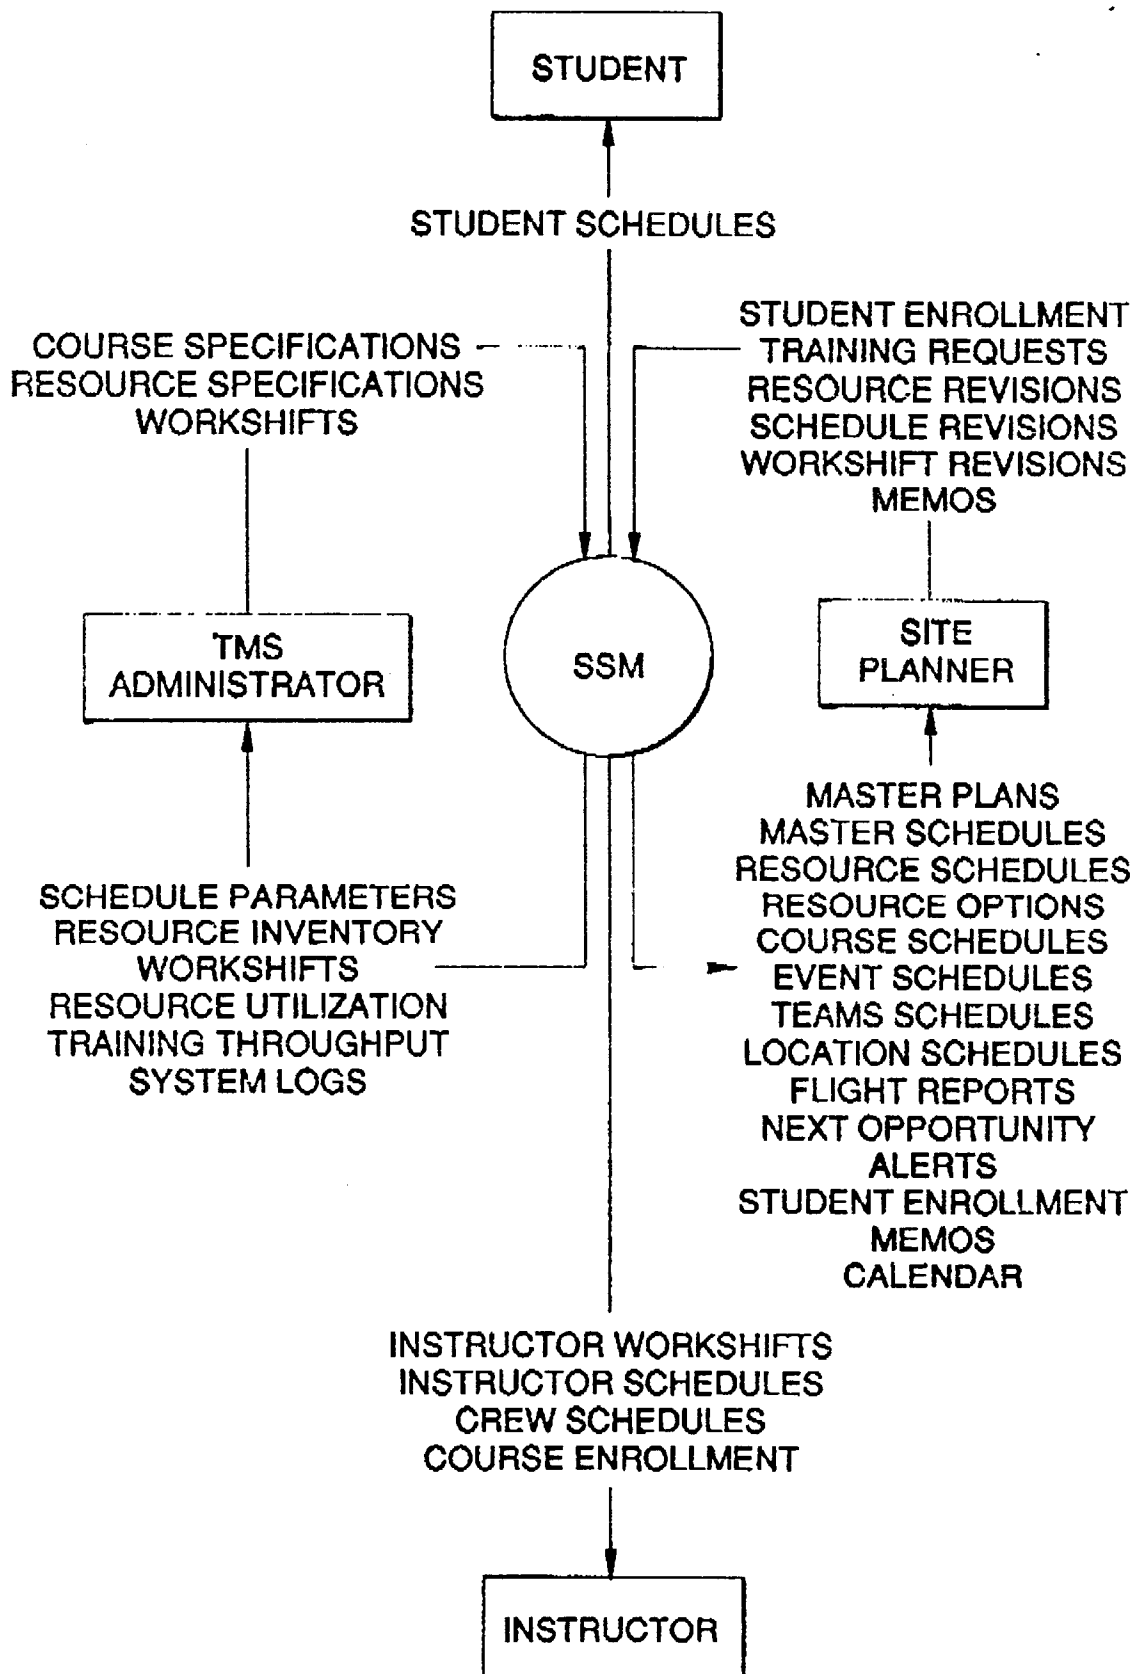 STUDENT
STUDENT SCHEDULES
COURSE SPECIFICATIONS
RESOURCE SPECIFICATIONS
WORKSHIFTS
STUDENT ENROLLMENT
TRAINING REQUESTS
RESOURCE REVISIONS
SCHEDULE REVISIONS
WORKSHIFT REVISIONS
MEMOS
TMS
ADMINISTRATOR
SSM
SITE
PLANNER
SCHEDULE PARAMETERS
RESOURCE INVENTORY
WORKSHIFTS
RESOURCE UTILIZATION
TRAINING THROUGHPUT
SYSTEM LOGS
MASTER PLANS
MASTER SCHEDULES
RESOURCE SCHEDULES
RESOURCE OPTIONS
COURSE SCHEDULES
EVENT SCHEDULES
TEAMS SCHEDULES
LOCATION SCHEDULES
FLIGHT REPORTS
NEXT OPPORTUNITY
ALERTS
STUDENT ENROLLMENT
MEMOS
CALENDAR
INSTRUCTOR WORKSHIFTS
INSTRUCTOR SCHEDULES
CREW SCHEDULES
COURSE ENROLLMENT
INSTRUCTOR